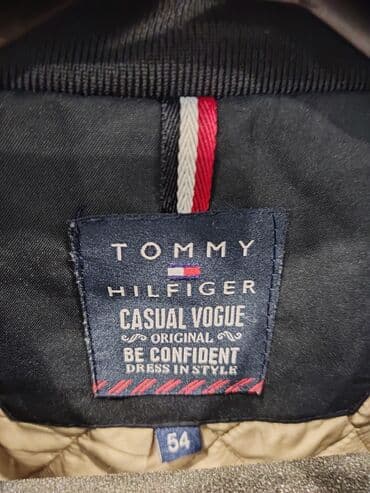 TOMMY
HILFIGER
CASUAL VOGUE
ORIGINAL
BE CONFIDENT
DRESS IN STYLE
54